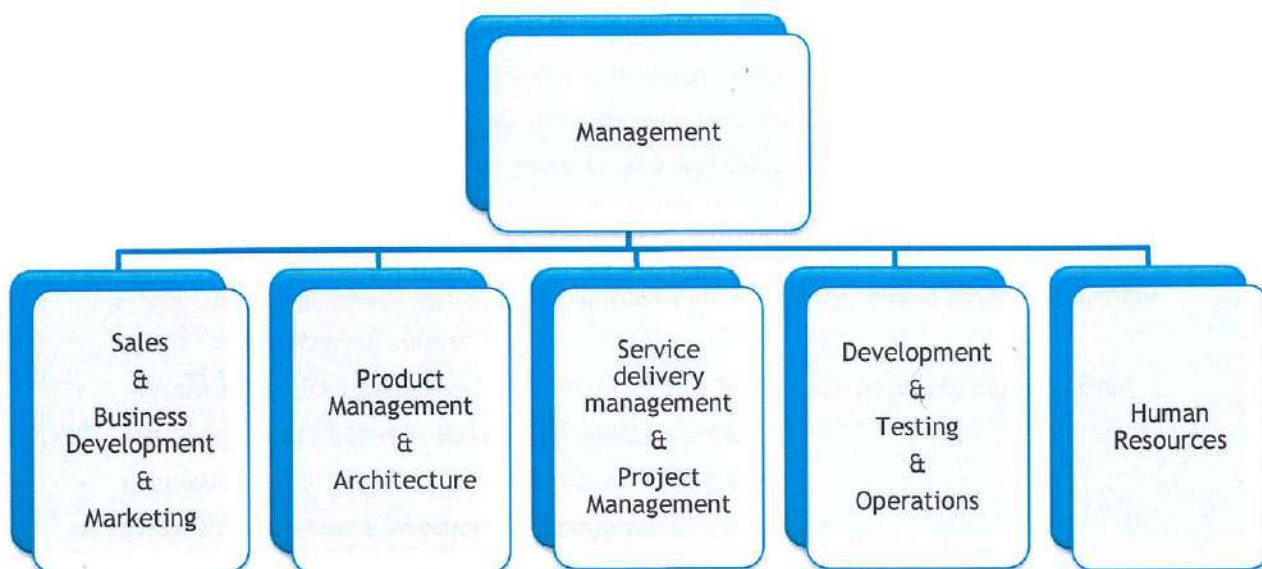 Management
Sales
&
Business
Development
&
Marketing
Product
Management
&
Architecture
Service
delivery
management
&
Project
Management
Development
&
Testing
&
Operations
Human
Resources